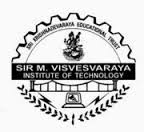 SRI KRISHNADEVARAYA EDUCATIONAL TRUST
SIR M. VISVESVARAYA
INSTITUTE OF TECHNOLOGY